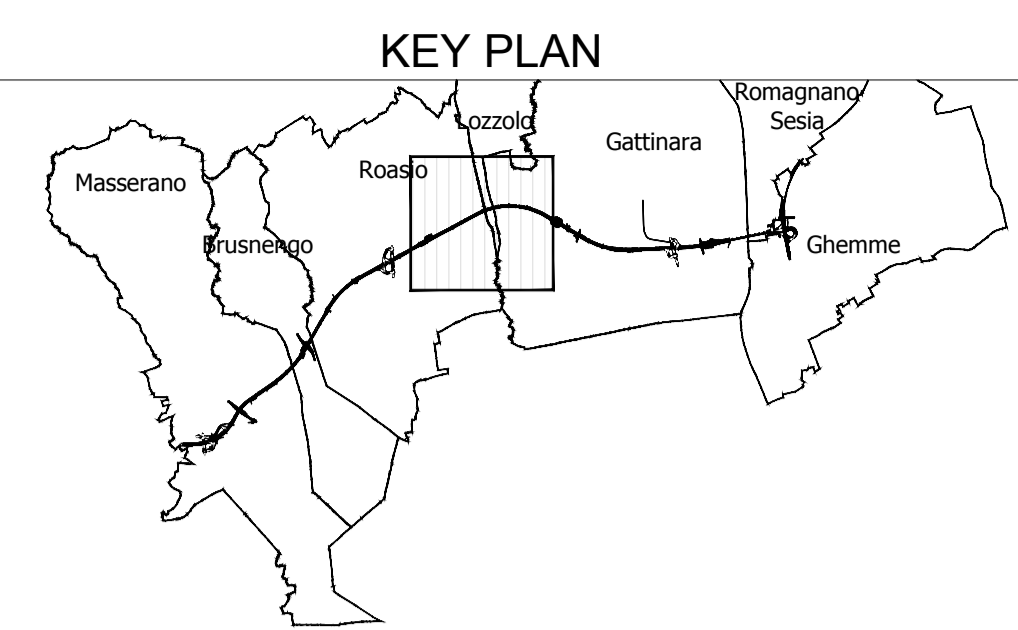 KEY PLAN
Romagnano
Sesia
Lozzolo
Gattinara
Roasio
Masserano
Brusnengo
Ghemme